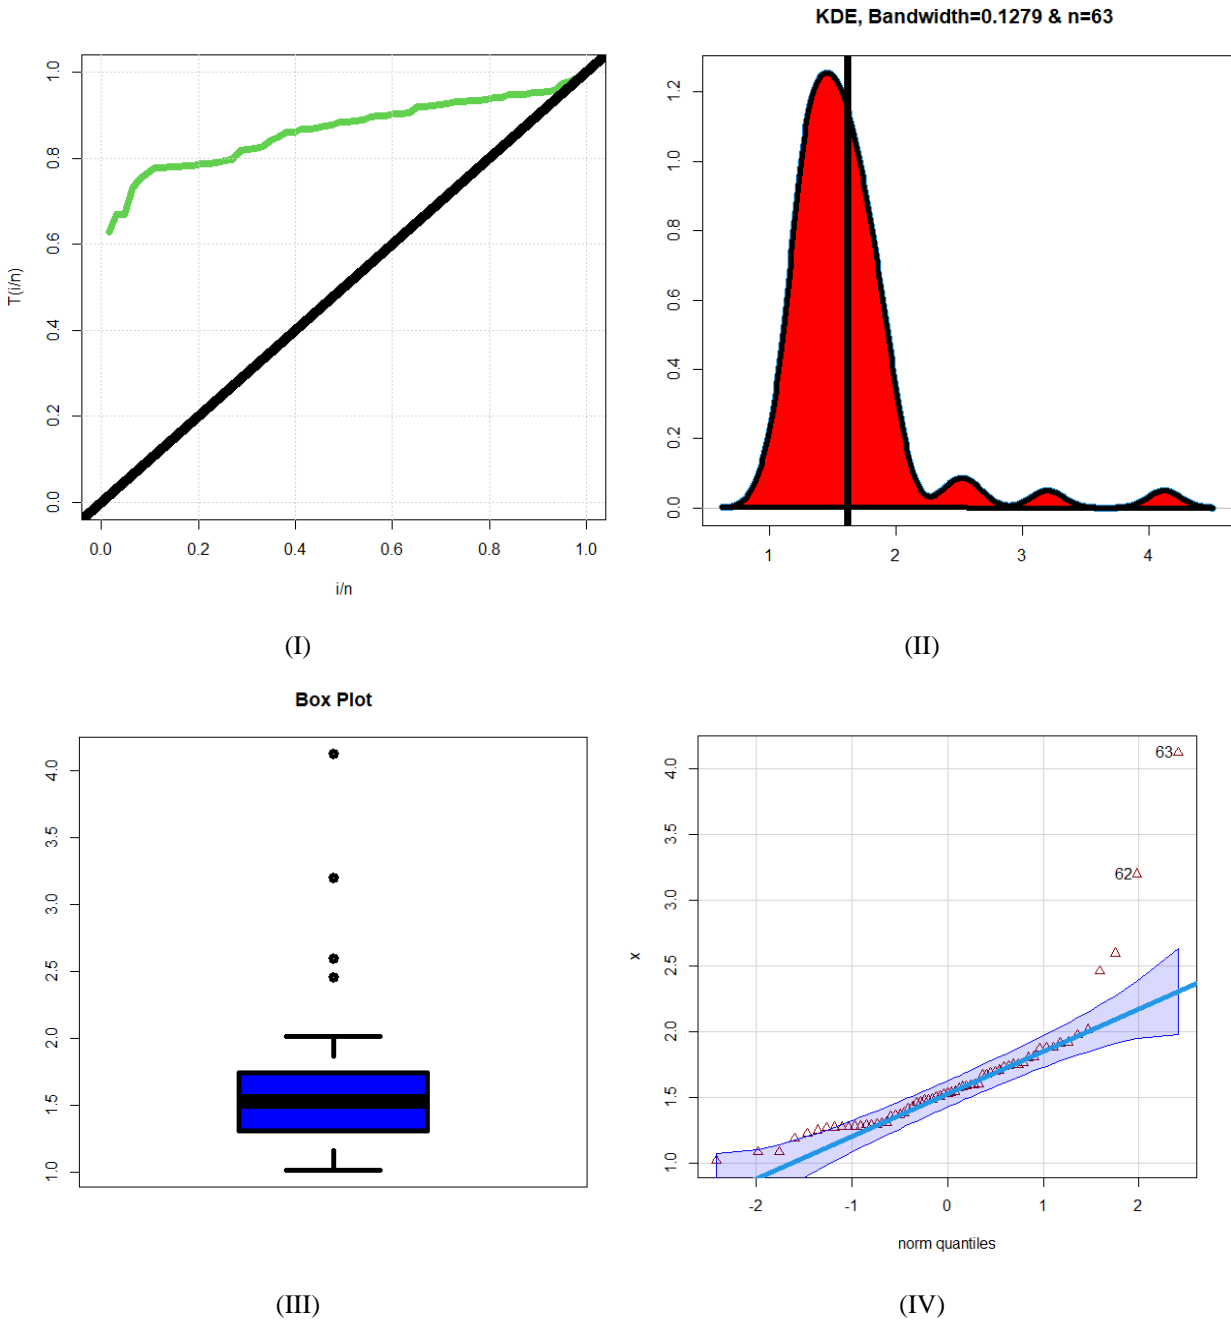 KDE, Bandwidth=0.1279 & n=63
T(i/n)
1.0
0.8
0.6
0.4
0.2
0.0
0.0 0.2 0.4 0.6 0.8 1.0
i/n
1.2
1.0
0.8
0.6
0.4
0.2
0.0
1 2 3 4
(I)
(II)
Box Plot
4.0
3.5
3.0
2.5
2.0
1.5
1.0
x
4.0
3.5
3.0
2.5
2.0
1.5
1.0
63
62
-2 -1 0 1 2
norm quantiles
(III)
(IV)